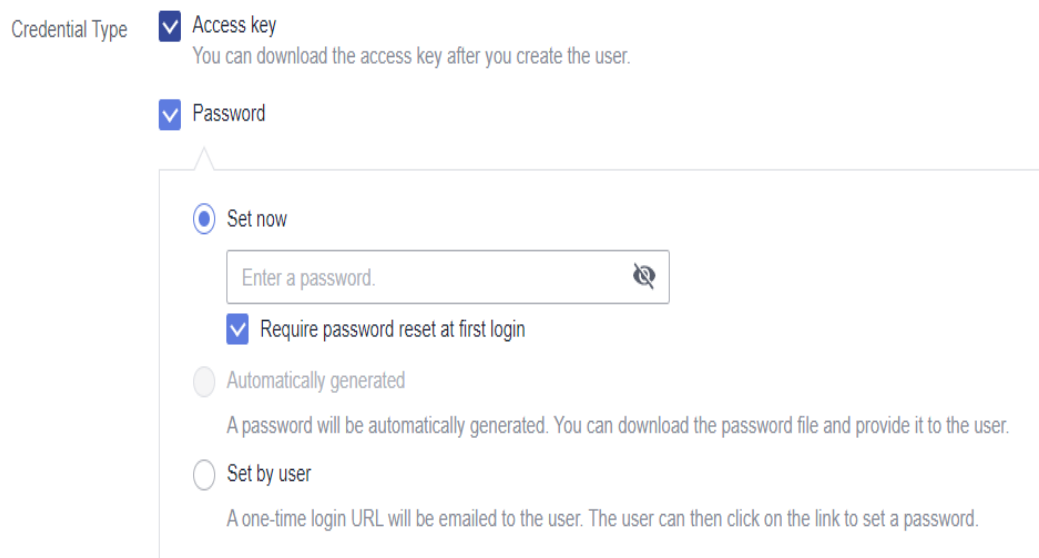 Credential Type
Access key
You can download the access key after you create the user.
Password
Set now
Enter a password.
Require password reset at first login
Automatically generated
A password will be automatically generated. You can download the password file and provide it to the user.
Set by user
A one-time login URL will be emailed to the user. The user can then click on the link to set a password.